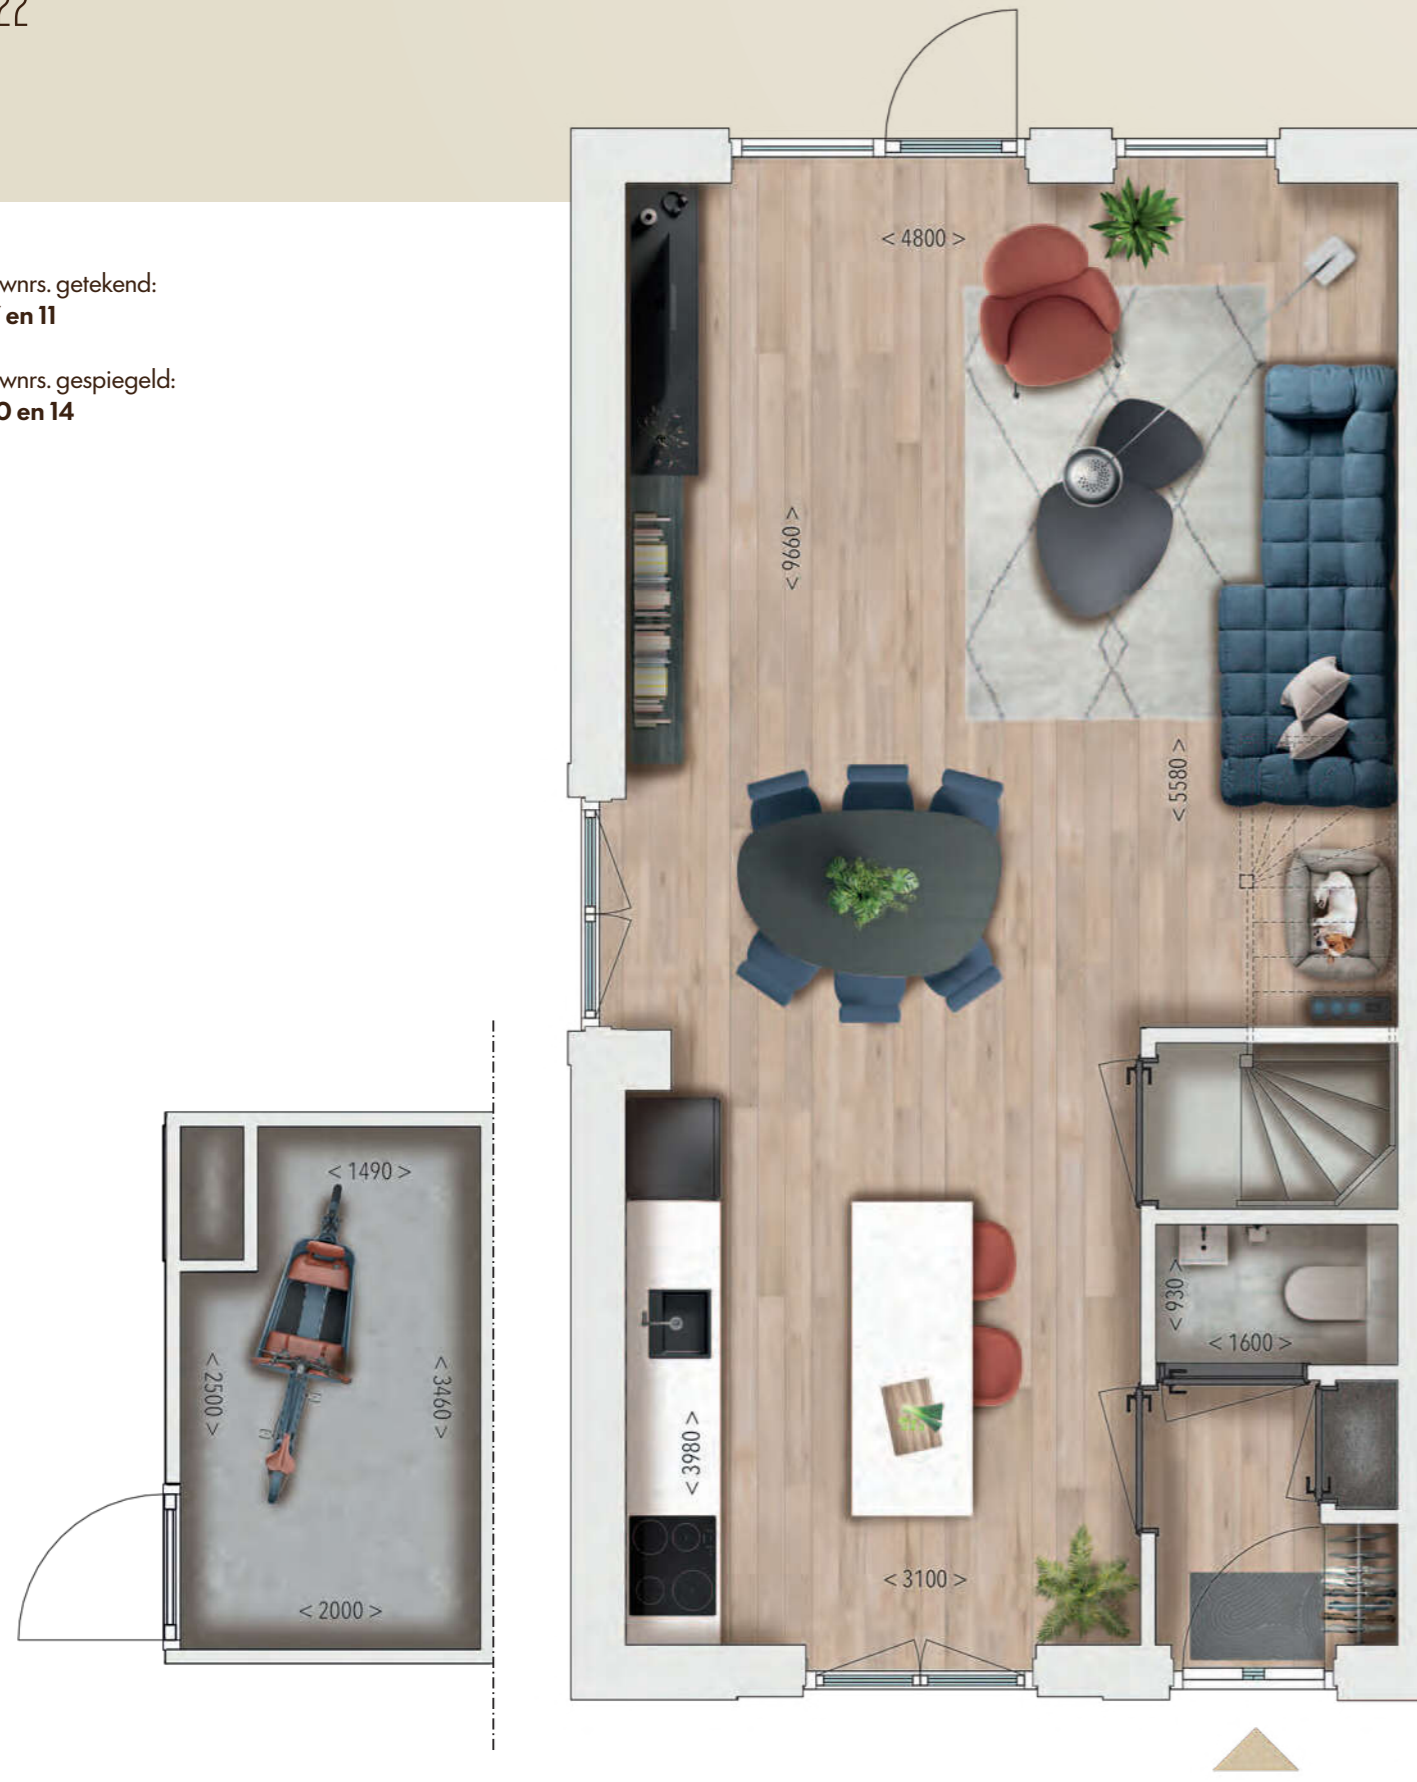 22
wnrs. getekend:
en 11
wnrs. gespiegeld:
0 en 14
< 4800 >
< 9660 >
< 5580 >
< 1490 >
< 930 >
< 1600 >
< 2500 >
< 3460 >
< 3980 >
< 3100 >
< 2000 >